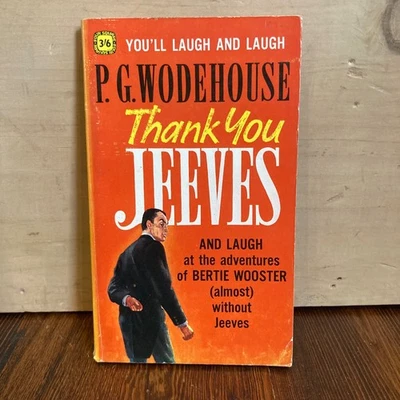 3/6
YOU'LL LAUGH AND LAUGH
P. G. WODEHOUSE
Thank You
JEEVES
AND LAUGH
at the adventures
of BERTIE WOOSTER
(almost)
without
Jeeves